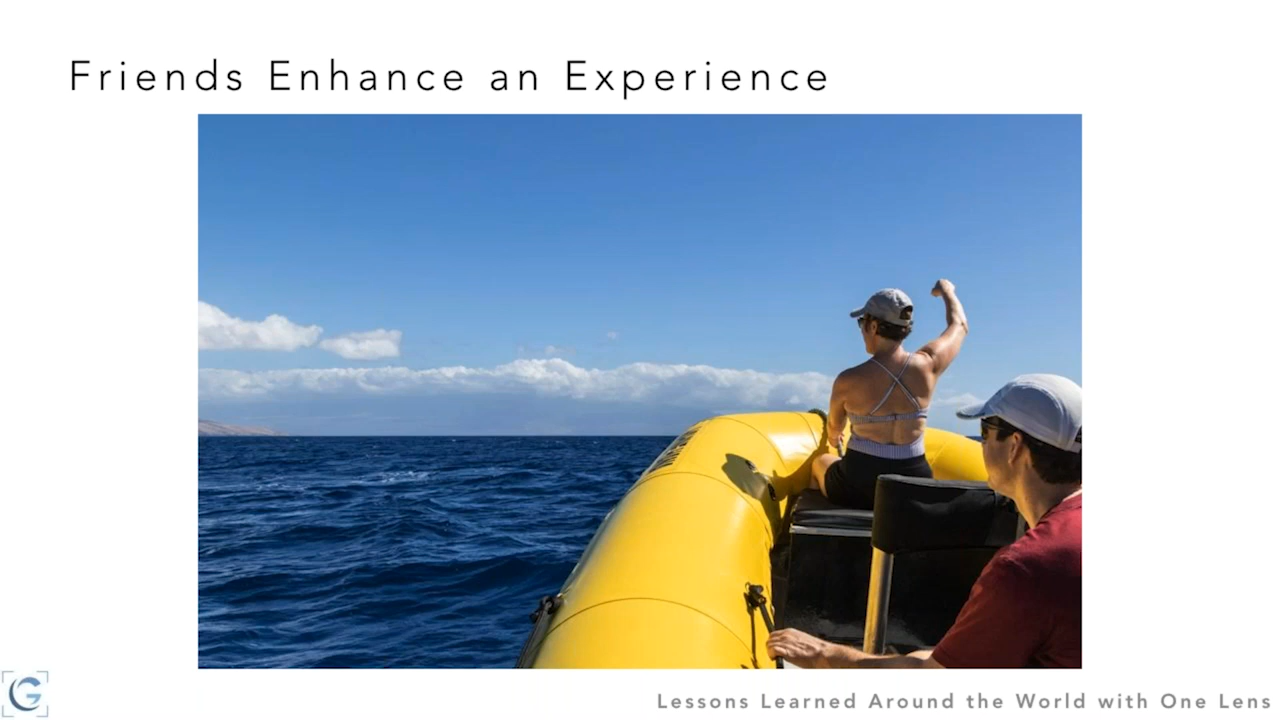 Friends Enhance an Experience
Lessons Learned Around the World with One Lens